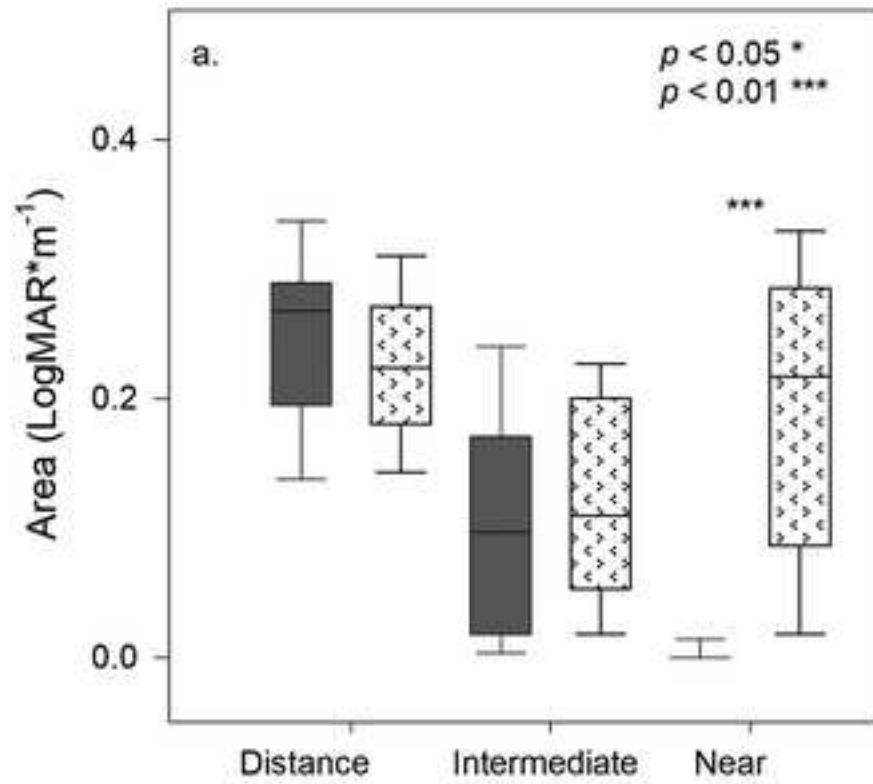 a.
p < 0.05 *
p < 0.01 ***
0.4
***
0.2
0.0
Area (LogMAR*m⁻¹)
Distance Intermediate Near